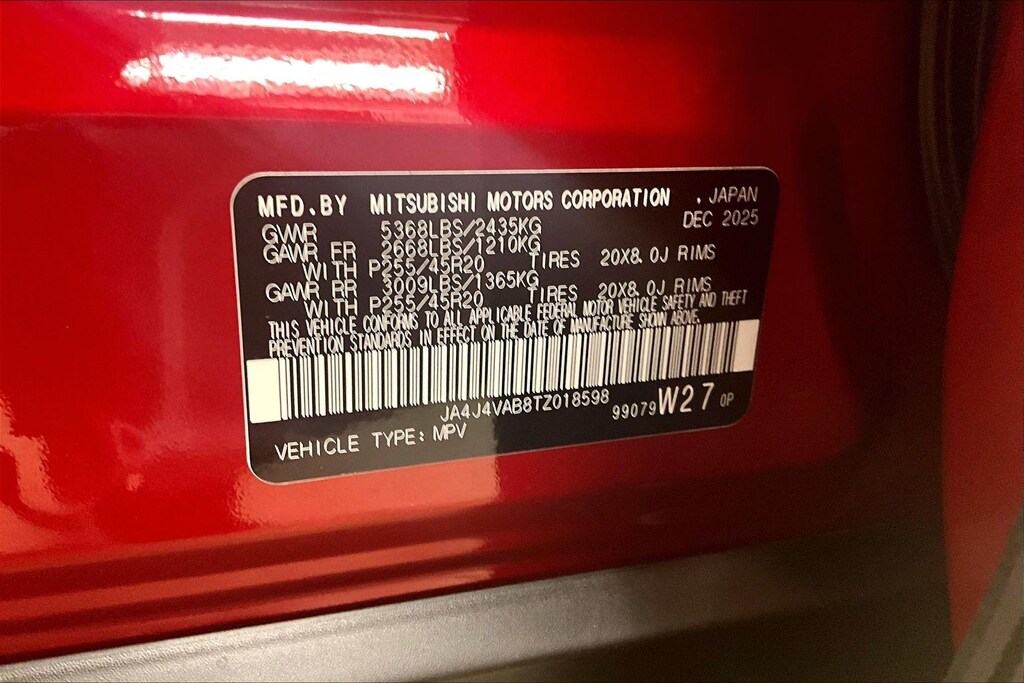 MFD.BY MITSUBISHI MOTORS CORPORATION . JAPAN
DEC 2025
GVWR 5368LBS/2435KG
GAWR FR 2668LBS/1210KG
WITH P255/45R20 TIRES 20X8.0J RIMS
GAWR RR 3009LBS/1365KG
WITH P255/45R20 TIRES 20X8.0J RIMS
THIS VEHICLE CONFORMS TO ALL APPLICABLE FEDERAL MOTOR VEHICLE SAFETY AND THEFT
PREVENTION STANDARDS IN EFFECT ON THE DATE OF MANUFACTURE SHOWN ABOVE.
JA4J4VAB8TZ018598 99079 W27 0P
VEHICLE TYPE: MPV